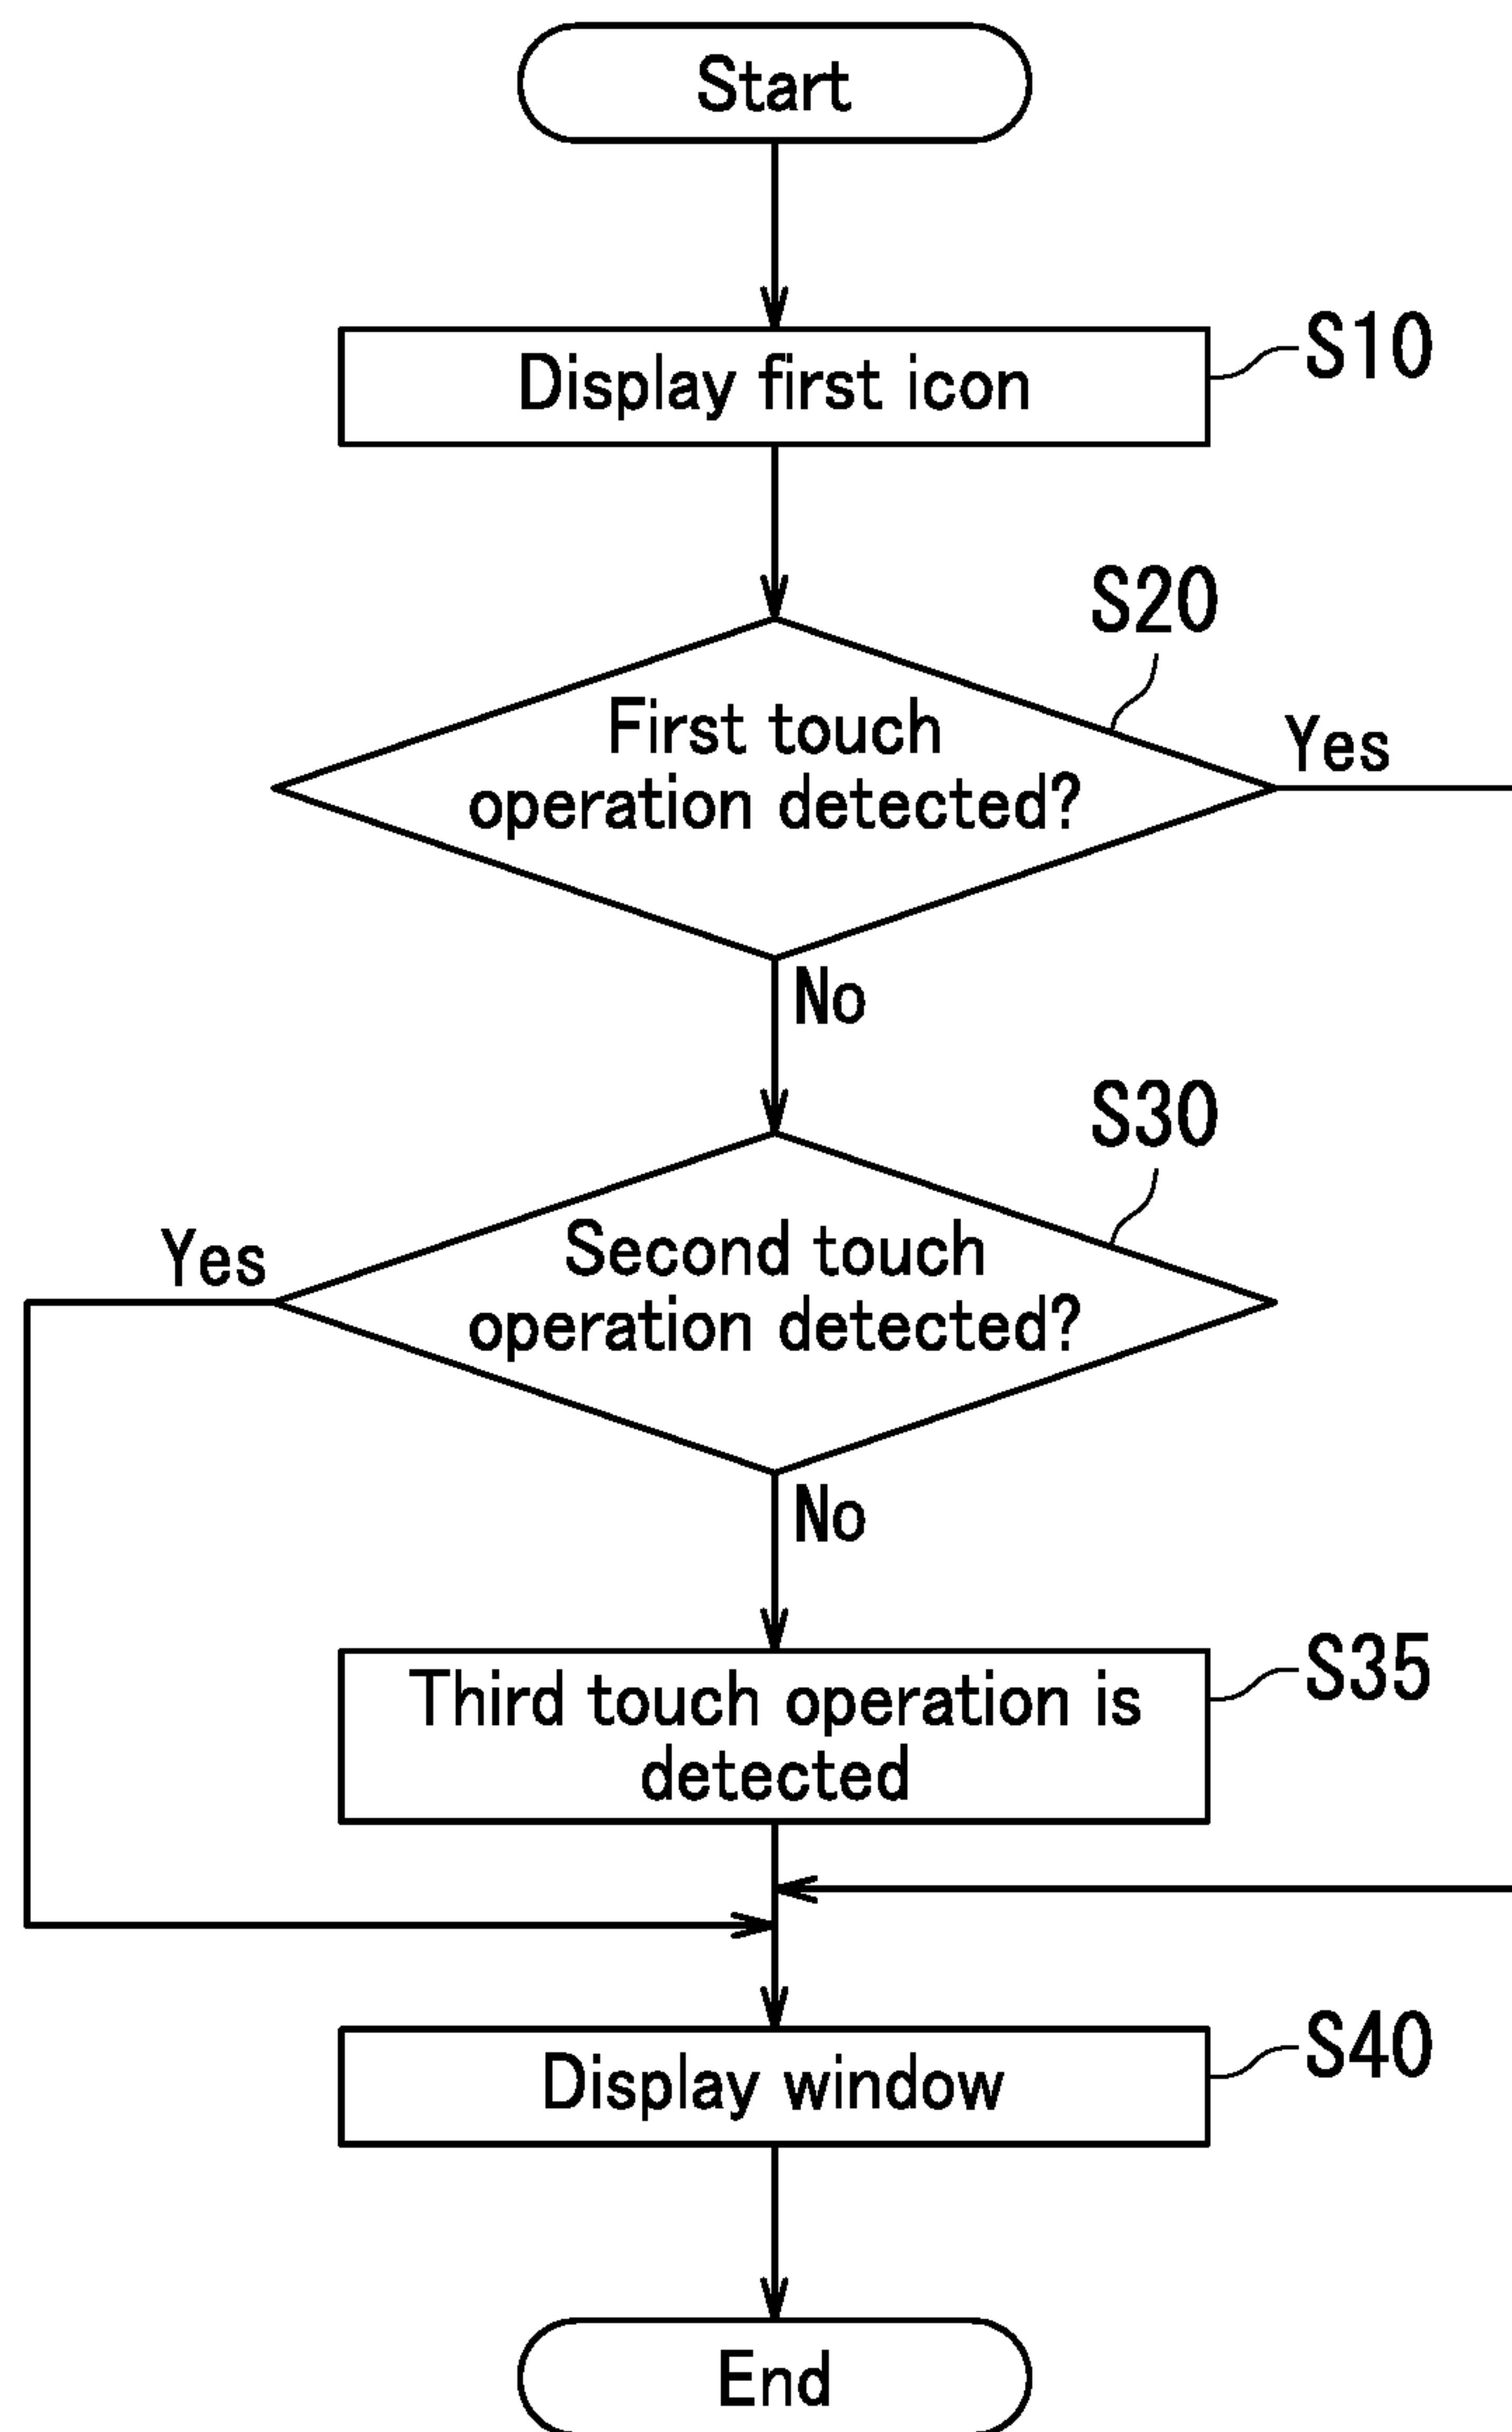 Start
Display first icon
S10
S20
First touch
operation detected?
Yes
No
S30
Second touch
operation detected?
Yes
No
Third touch operation is
detected
S35
Display window
S40
End